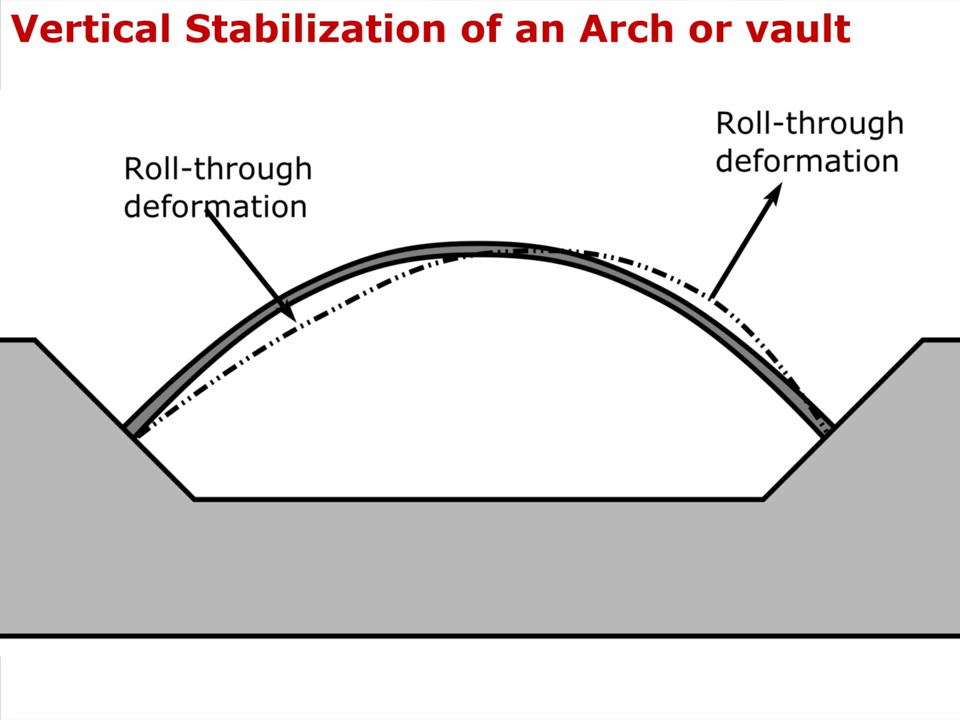 Vertical Stabilization of an Arch or vault
Roll-through
deformation
Roll-through
deformation